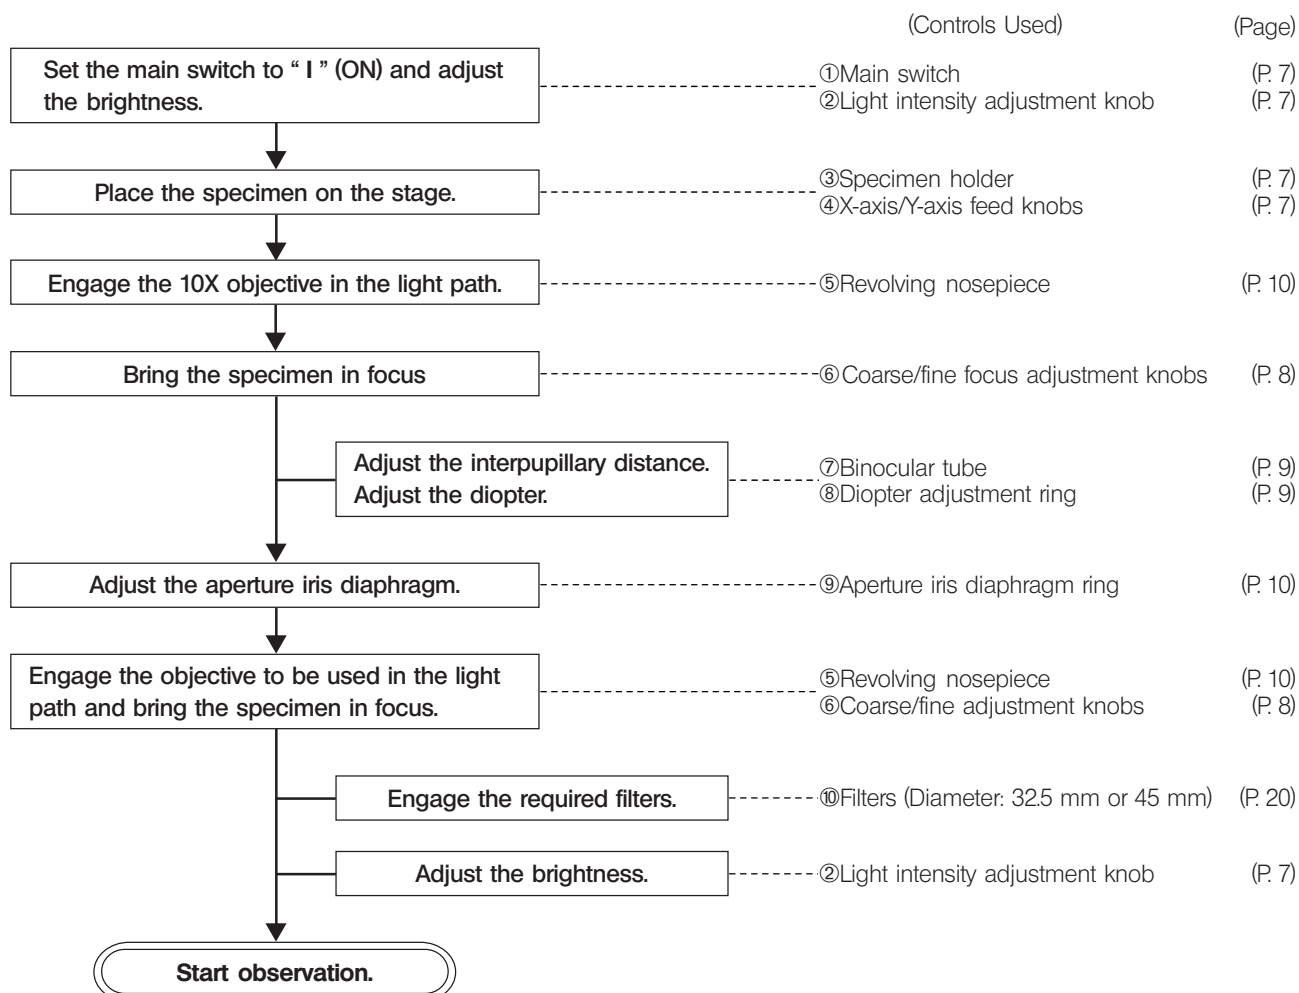 (Controls Used) (Page)
Set the main switch to “ I ” (ON) and adjust
the brightness.
①Main switch (P. 7)
②Light intensity adjustment knob (P. 7)
Place the specimen on the stage.
③Specimen holder (P. 7)
④X-axis/Y-axis feed knobs (P. 7)
Engage the 10X objective in the light path.
⑤Revolving nosepiece (P. 10)
Bring the specimen in focus
⑥Coarse/fine focus adjustment knobs (P. 8)
Adjust the interpupillary distance.
Adjust the diopter.
⑦Binocular tube (P. 9)
⑧Diopter adjustment ring (P. 9)
Adjust the aperture iris diaphragm.
⑨Aperture iris diaphragm ring (P. 10)
Engage the objective to be used in the light
path and bring the specimen in focus.
⑤Revolving nosepiece (P. 10)
⑥Coarse/fine adjustment knobs (P. 8)
Engage the required filters.
⑩Filters (Diameter: 32.5 mm or 45 mm) (P. 20)
Adjust the brightness.
②Light intensity adjustment knob (P. 7)
Start observation.